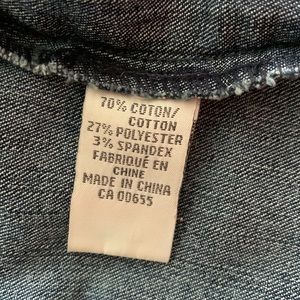 70% COTON/
COTTON
27% POLYESTER
3% SPANDEX
FABRIQUÉ EN
CHINE
MADE IN CHINA
CA 00655